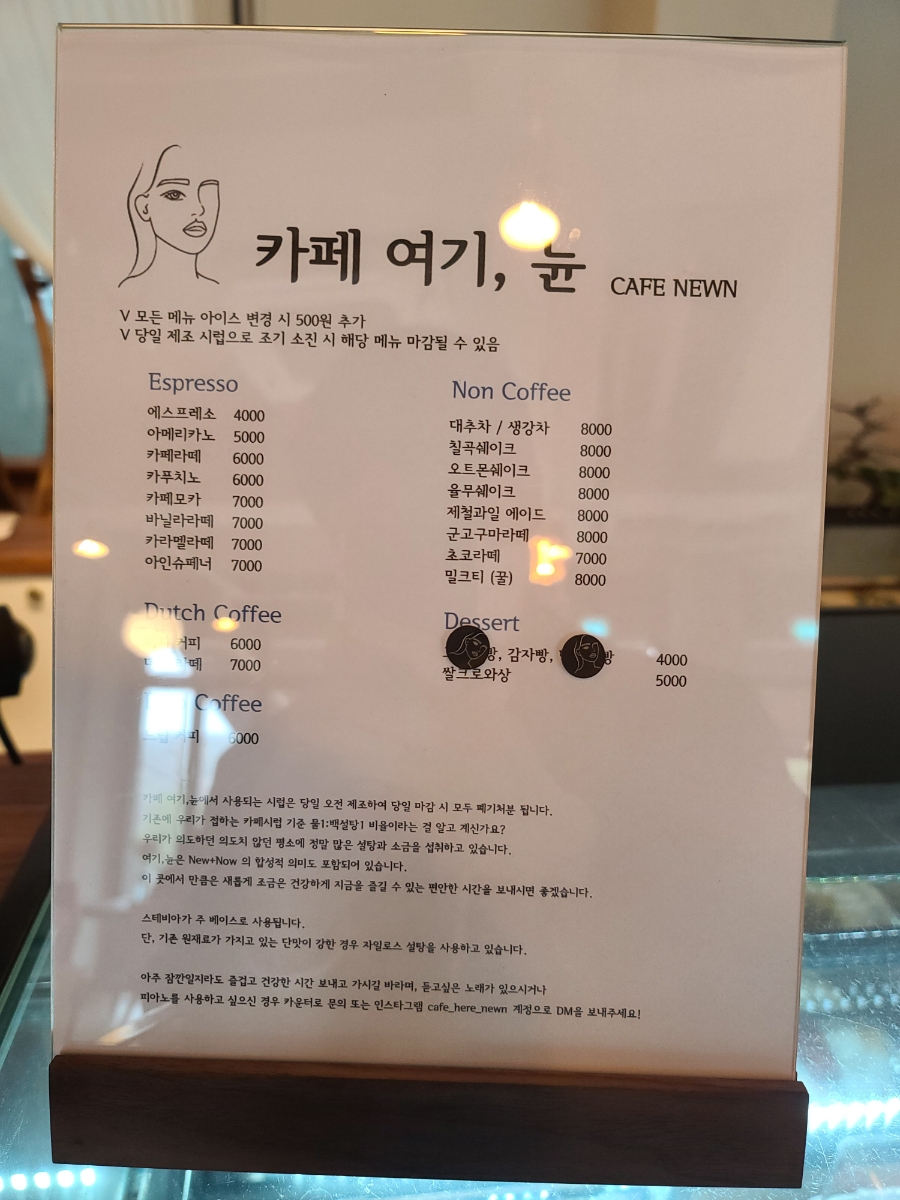 카페 여기, 뉸 CAFE NEWN
V 모든 메뉴 아이스 변경 시 500원 추가
V 당일 제조 시럽으로 조기 소진 시 해당 메뉴 마감될 수 있음
Espresso
에스프레소 4000
아메리카노 5000
카페라떼 6000
카푸치노 6000
카페모카 7000
바닐라라떼 7000
카라멜라떼 7000
아인슈페너 7000
Dutch Coffee
6000
7000
Coffee
6000
Non Coffee
대추차 / 생강차 8000
칠곡쉐이크 8000
오트몬쉐이크 8000
율무쉐이크 8000
제철과일 에이드 8000
군고구마라떼 8000
초코라떼 7000
밀크티 (꿀) 8000
Dessert
감자빵, 4000
쌀크로와상 5000
카페 여기,뉸에서 사용되는 시럽은 당일 오전 제조하여 당일 마감 시 모두 폐기처분 됩니다.
기존에 우리가 접하는 카페시럽 기준 물1:백설탕1 비율이라는 걸 알고 계신가요?
우리가 의도하던 의도치 않던 평소에 정말 많은 설탕과 소금을 섭취하고 있습니다.
여기,뉸은 New+Now 의 합성적 의미도 포함되어 있습니다.
이 곳에서 만큼은 새롭게 조금은 건강하게 지금을 즐길 수 있는 편안한 시간을 보내시면 좋겠습니다.
스테비아가 주 베이스로 사용됩니다.
단, 기존 원재료가 가지고 있는 단맛이 강한 경우 자일로스 설탕을 사용하고 있습니다.
아주 잠깐일지라도 즐겁고 건강한 시간 보내고 가시길 바라며, 듣고싶은 노래가 있으시거나
피아노를 사용하고 싶으신 경우 카운터로 문의 또는 인스타그램 cafe_here_newn 계정으로 DM을 보내주세요!